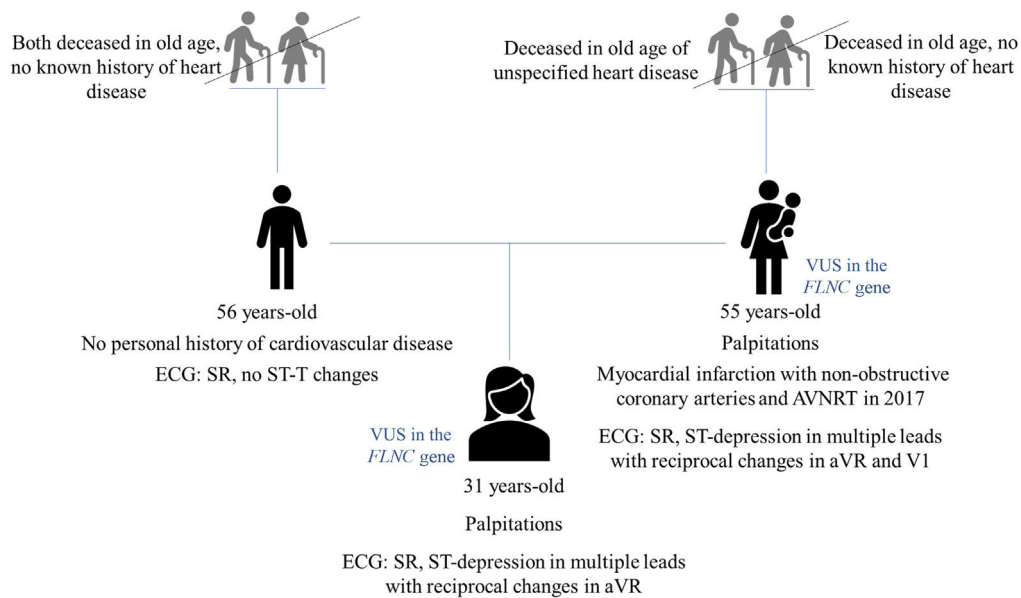 Both deceased in old age,
no known history of heart
disease
Deceased in old age of
unspecified heart disease
Deceased in old age, no
known history of heart
disease
56 years-old
No personal history of cardiovascular disease
ECG: SR, no ST-T changes
VUS in the
FLNC gene
55 years-old
Palpitations
Myocardial infarction with non-obstructive
coronary arteries and AVNRT in 2017
ECG: SR, ST-depression in multiple leads
with reciprocal changes in aVR and V1
VUS in the
FLNC gene
31 years-old
Palpitations
ECG: SR, ST-depression in multiple leads
with reciprocal changes in aVR